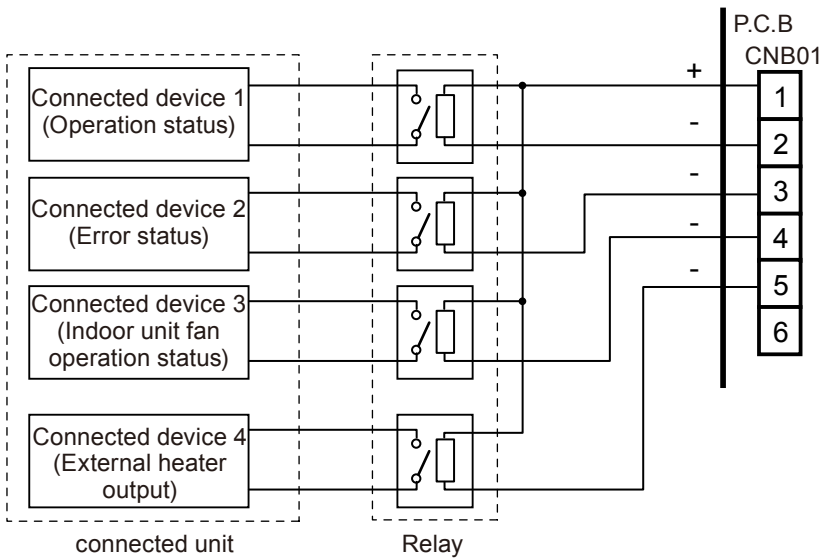 P.C.B
CNB01
+
-
-
-
-
1
2
3
4
5
6
Connected device 1
(Operation status)
Connected device 2
(Error status)
Connected device 3
(Indoor unit fan
operation status)
Connected device 4
(External heater
output)
connected unit
Relay